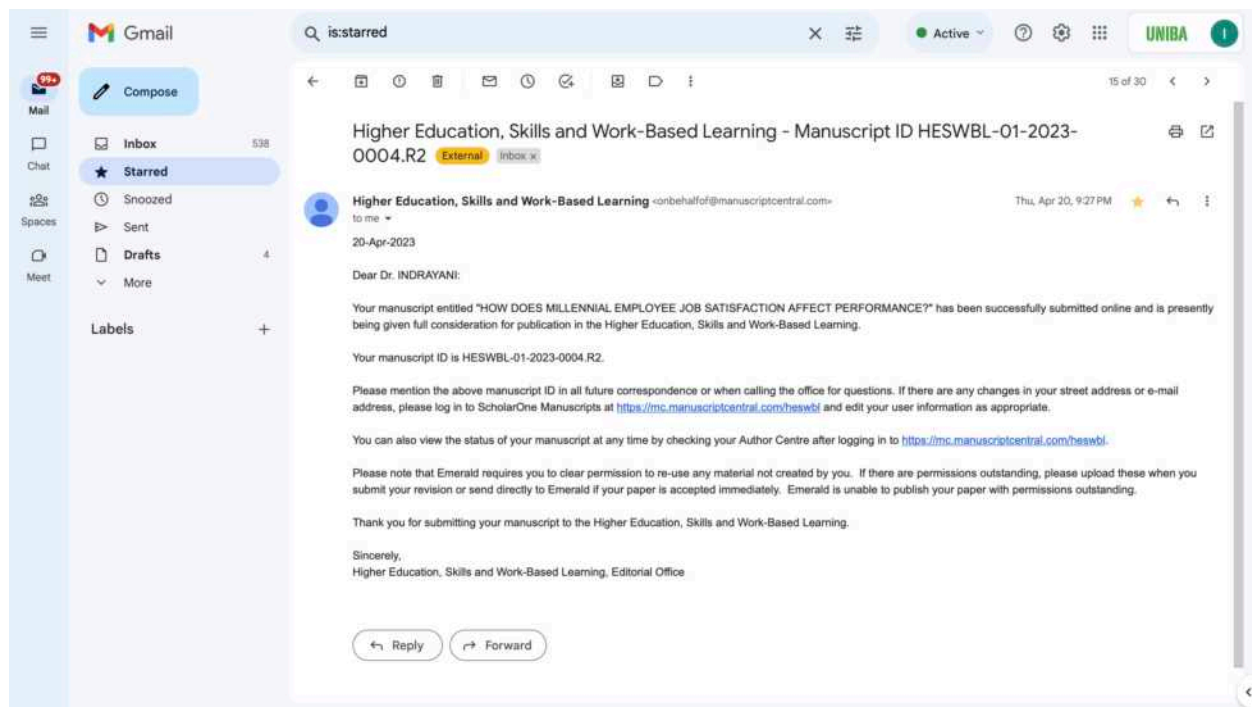 Gmail
is:starred
Active
UNIBA
I
99+
Mail
Chat
Spaces
Meet
Compose
Inbox 538
Starred
Snoozed
Sent
Drafts 4
More
Labels
15 of 30
Higher Education, Skills and Work-Based Learning - Manuscript ID HESWBL-01-2023-
0004.R2 External Inbox x
Higher Education, Skills and Work-Based Learning <onbehalfof@manuscriptcentral.com> Thu, Apr 20, 9:27 PM
to me
20-Apr-2023
Dear Dr. INDRAYANI:
Your manuscript entitled "HOW DOES MILLENNIAL EMPLOYEE JOB SATISFACTION AFFECT PERFORMANCE?" has been successfully submitted online and is presently
being given full consideration for publication in the Higher Education, Skills and Work-Based Learning.
Your manuscript ID is HESWBL-01-2023-0004.R2.
Please mention the above manuscript ID in all future correspondence or when calling the office for questions. If there are any changes in your street address or e-mail
address, please log in to ScholarOne Manuscripts at https://mc.manuscriptcentral.com/heswbl and edit your user information as appropriate.
You can also view the status of your manuscript at any time by checking your Author Centre after logging in to https://mc.manuscriptcentral.com/heswbl.
Please note that Emerald requires you to clear permission to re-use any material not created by you. If there are permissions outstanding, please upload these when you
submit your revision or send directly to Emerald if your paper is accepted immediately. Emerald is unable to publish your paper with permissions outstanding.
Thank you for submitting your manuscript to the Higher Education, Skills and Work-Based Learning.
Sincerely,
Higher Education, Skills and Work-Based Learning, Editorial Office
Reply
Forward